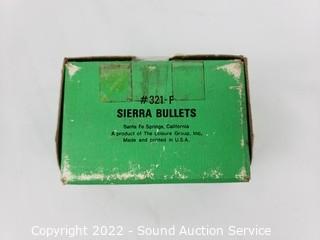 #321-P
SIERRA BULLETS
Santa Fe Springs, California
A product of The Leisure Group, Inc.
Made and printed in U.S.A.
Copyright 2022 - Sound Auction Service